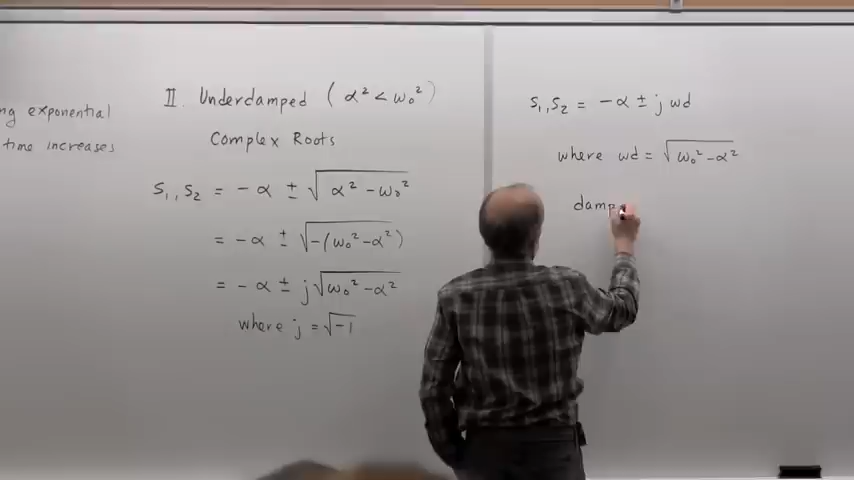 ng exponential
time increases
II. Underdamped (α² < ω₀²)
Complex Roots
S₁, S₂ = -α ± √(α² - ω₀²)
= -α ± √(-(ω₀² - α²))
= -α ± j√(ω₀² - α²)
where j = √-1
S₁, S₂ = -α ± j ωd
where ωd = √(ω₀² - α²)
damp